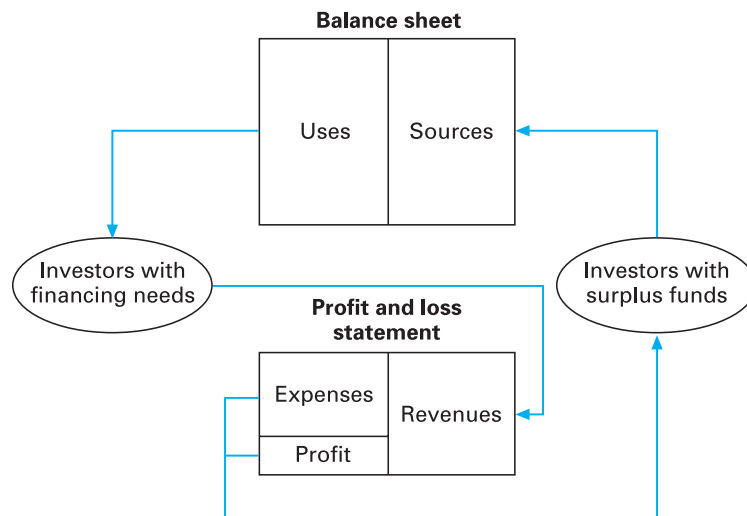 Balance sheet
Uses
Sources
Investors with
financing needs
Investors with
surplus funds
Profit and loss
statement
Expenses
Revenues
Profit